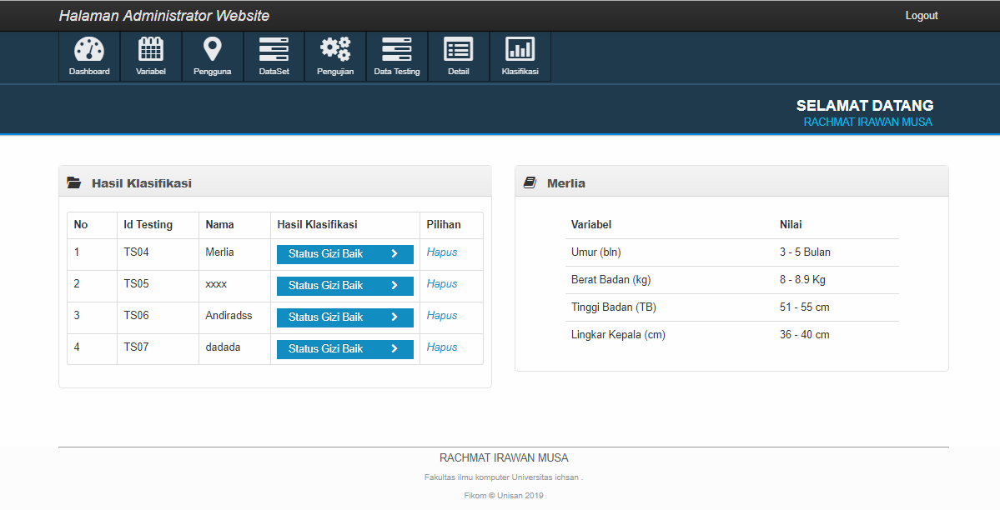 Halaman Administrator Website
Logout
Dashboard
Variabel
Pengguna
DataSet
Pengujian
Data Testing
Detail
Klasifikasi
SELAMAT DATANG
RACHMAT IRAWAN MUSA
Hasil Klasifikasi
No Id Testing Nama Hasil Klasifikasi Pilihan
1 TS04 Merlia Status Gizi Baik Hapus
2 TS05 xxxx Status Gizi Baik Hapus
3 TS06 Andiradss Status Gizi Baik Hapus
4 TS07 dadada Status Gizi Baik Hapus
Merlia
Variabel Nilai
Umur (bln) 3 - 5 Bulan
Berat Badan (kg) 8 - 8.9 Kg
Tinggi Badan (TB) 51 - 55 cm
Lingkar Kepala (cm) 36 - 40 cm
RACHMAT IRAWAN MUSA
Fakultas ilmu komputer Universitas ichsan .
Fikom © Unisan 2019